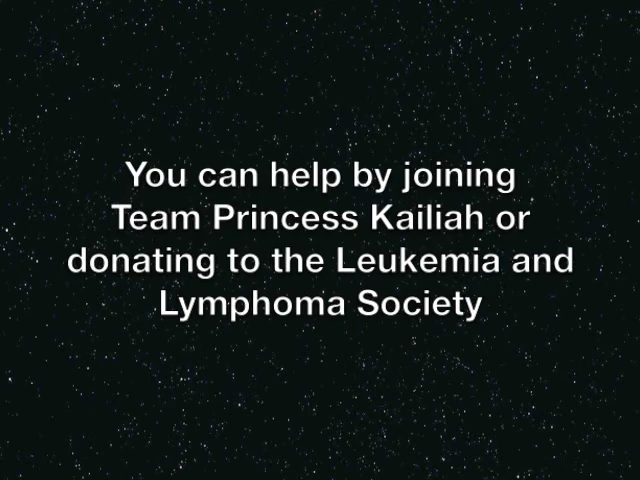 You can help by joining
Team Princess Kailiah or
donating to the Leukemia and
Lymphoma Society